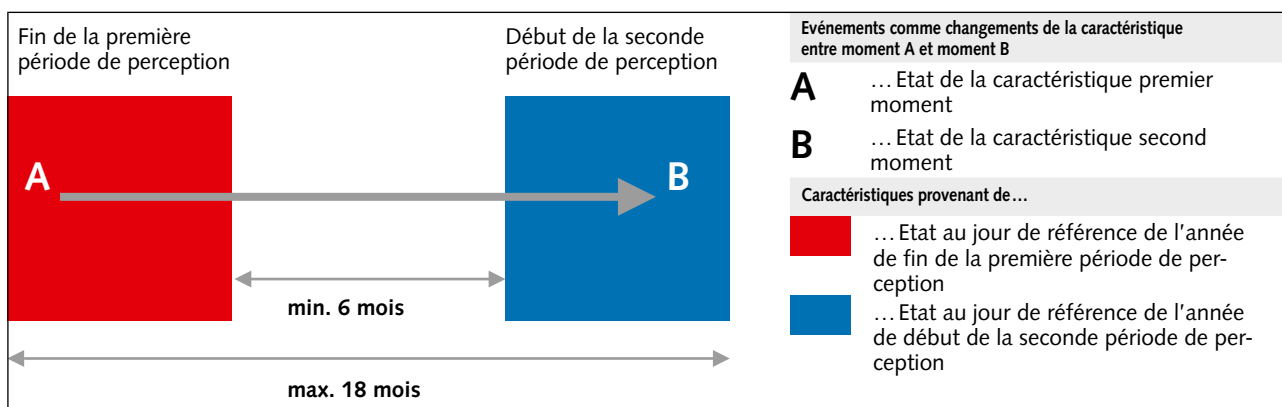 Fin de la première
période de perception
Début de la seconde
période de perception
A
B
min. 6 mois
max. 18 mois
Evénements comme changements de la caractéristique
entre moment A et moment B
A … Etat de la caractéristique premier
moment
B … Etat de la caractéristique second
moment
Caractéristiques provenant de…
… Etat au jour de référence de l'année
de fin de la première période de per-
ception
… Etat au jour de référence de l'année
de début de la seconde période de per-
ception